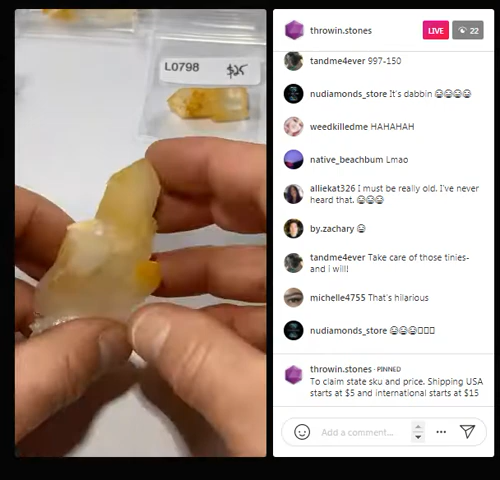 L0798 $25
throwin.stones LIVE 22
tandme4ever 997-150
nudiamonds_store It's dabbin 😂😂😂😂
weedkilledme HAHAHAH
native_beachbum Lmao
alliekat326 I must be really old. I've never
heard that. 😂😂😂
by.zachary 😂
tandme4ever Take care of those tinies-
and i will!
michelle4755 That's hilarious
nudiamonds_store 😂😂😂▯▯▯
throwin.stones · PINNED
To claim state sku and price. Shipping USA
starts at $5 and international starts at $15
Add a comment...